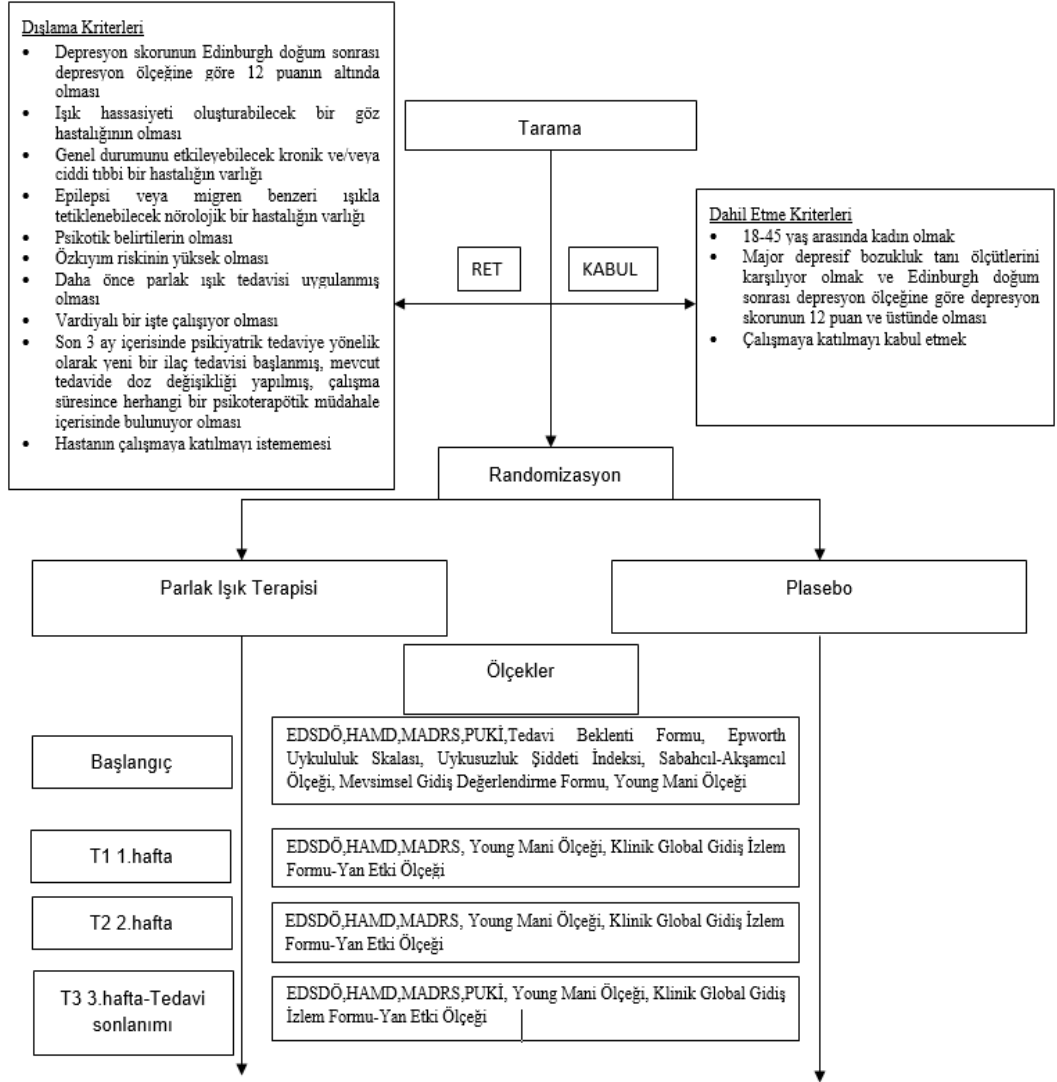 Dışlama Kriterleri
• Depresyon skorunun Edinburgh doğum sonrası
depresyon ölçeğine göre 12 puanın altında
olması
• Işık hassasiyeti oluşturabilecek bir göz
hastalığının olması
• Genel durumunu etkileyebilecek kronik ve/veya
ciddi tıbbi bir hastalığın varlığı
• Epilepsi veya migren benzeri ışıkla
tetiklenebilecek nörolojik bir hastalığın varlığı
• Psikotik belirtilerin olması
• Özkıyım riskinin yüksek olması
• Daha önce parlak ışık tedavisi uygulanmış
olması
• Vardiyalı bir işte çalışıyor olması
• Son 3 ay içerisinde psikiyatrik tedaviye yönelik
olarak yeni bir ilaç tedavisi başlanmış, mevcut
tedavide doz değişikliği yapılmış, çalışma
süresince herhangi bir psikoterapötik müdahale
içerisinde bulunuyor olması
• Hastanın çalışmaya katılmayı istememesi
Tarama
RET
KABUL
Dahil Etme Kriterleri
• 18-45 yaş arasında kadın olmak
• Major depresif bozukluk tanı ölçütlerini
karşılıyor olmak ve Edinburgh doğum
sonrası depresyon ölçeğine göre depresyon
skorunun 12 puan ve üstünde olması
• Çalışmaya katılmayı kabul etmek
Randomizasyon
Parlak Işık Terapisi
Plasebo
Ölçekler
Başlangıç
EDSDÖ,HAMD,MADRS,PUKİ,Tedavi Beklenti Formu, Epworth
Uykululuk Skalası, Uykusuzluk Şiddeti İndeksi, Sabahcıl-Akşamcıl
Ölçeği, Mevsimsel Gidiş Değerlendirme Formu, Young Mani Ölçeği
T1 1.hafta
EDSDÖ,HAMD,MADRS, Young Mani Ölçeği, Klinik Global Gidiş İzlem
Formu-Yan Etki Ölçeği
T2 2.hafta
EDSDÖ,HAMD,MADRS, Young Mani Ölçeği, Klinik Global Gidiş İzlem
Formu-Yan Etki Ölçeği
T3 3.hafta-Tedavi
sonlanımı
EDSDÖ,HAMD,MADRS,PUKİ, Young Mani Ölçeği, Klinik Global Gidiş
İzlem Formu-Yan Etki Ölçeği